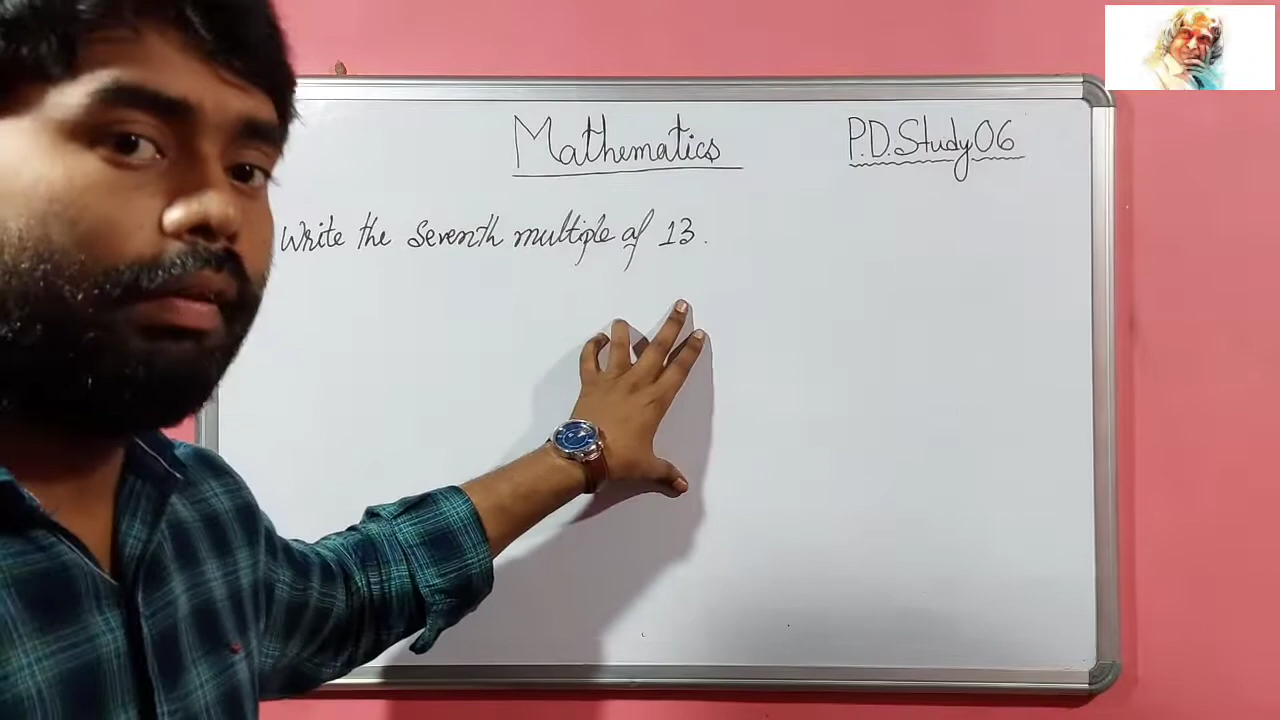 Mathematics
P.D.Study06
Write the Seventh multiple of 13.